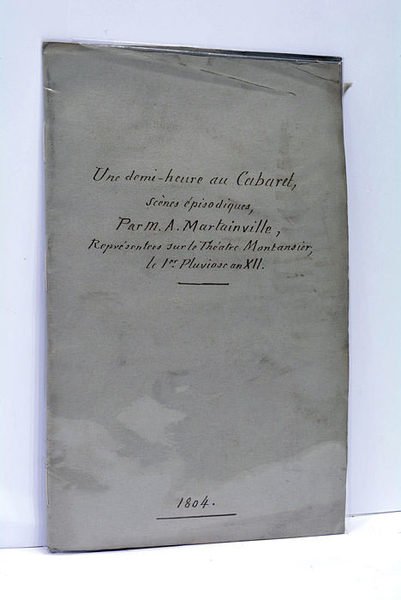 Une demi-heure au Cabaret,
Scènes épisodiques,
Par M. A. Martainville,
Représentées sur le Théatre Montansier,
le 1er Pluviose an XII.
1804.